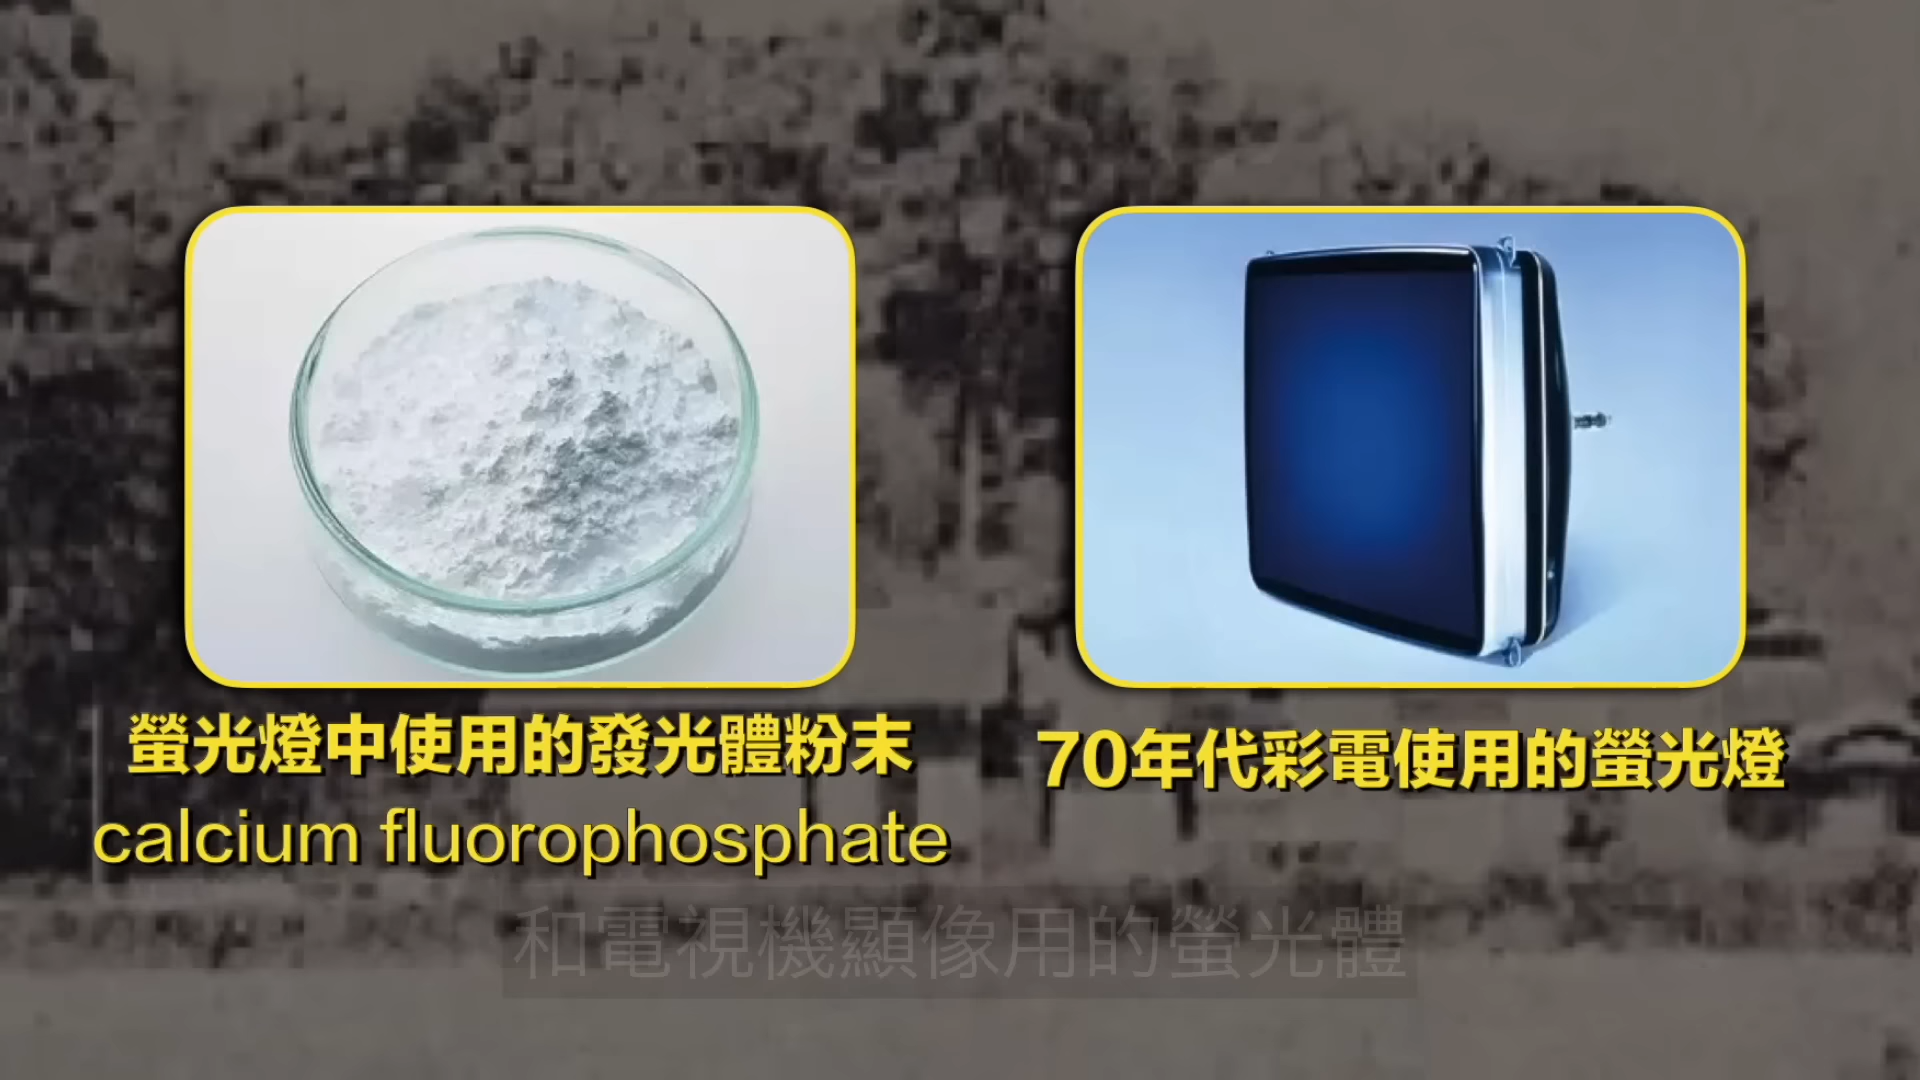 螢光燈中使用的發光體粉末
calcium fluorophosphate
70年代彩電使用的螢光燈
和電視機顯像用的螢光體